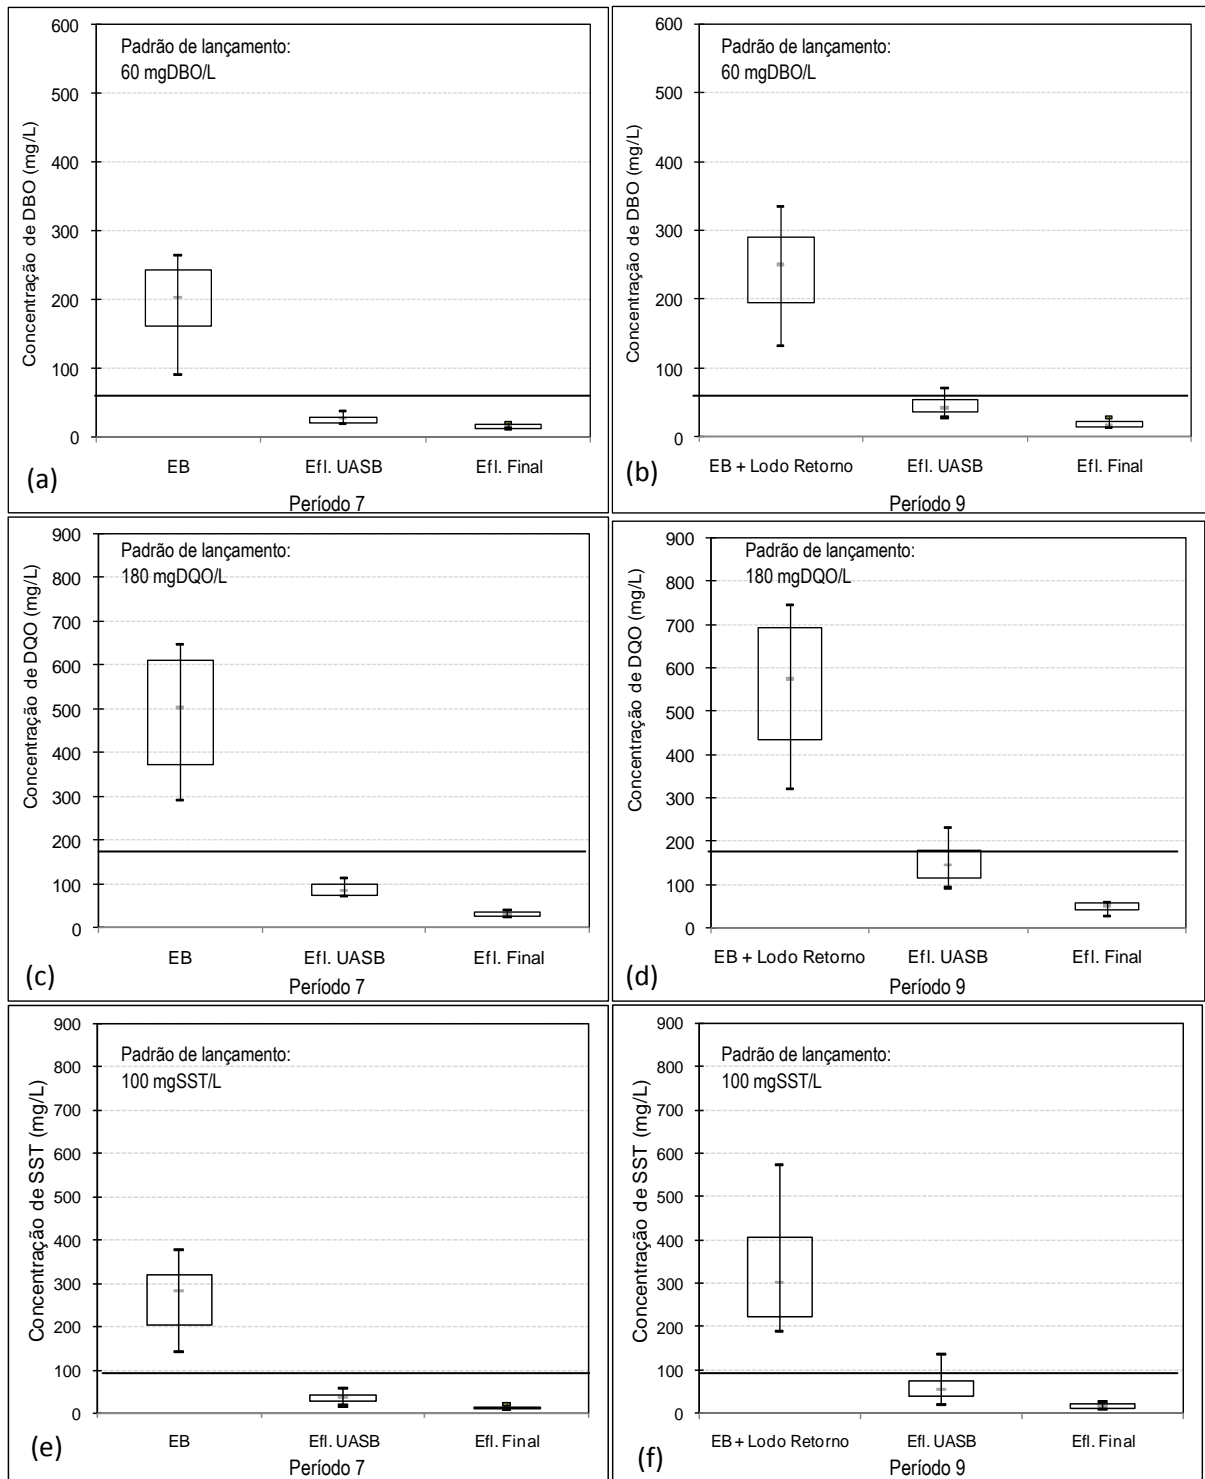 Concentração de DBO (mg/L)
600
500
400
300
200
100
0
Padrão de lançamento:
60 mgDBO/L
EB Efl. UASB Efl. Final
(a)
Período 7
Concentração de DBO (mg/L)
600
500
400
300
200
100
0
Padrão de lançamento:
60 mgDBO/L
EB + Lodo Retorno Efl. UASB Efl. Final
(b)
Período 9
Concentração de DQO (mg/L)
900
800
700
600
500
400
300
200
100
0
Padrão de lançamento:
180 mgDQO/L
EB Efl. UASB Efl. Final
(c)
Período 7
Concentração de DQO (mg/L)
900
800
700
600
500
400
300
200
100
0
Padrão de lançamento:
180 mgDQO/L
EB + Lodo Retorno Efl. UASB Efl. Final
(d)
Período 9
Concentração de SST (mg/L)
900
800
700
600
500
400
300
200
100
0
Padrão de lançamento:
100 mgSST/L
EB Efl. UASB Efl. Final
(e)
Período 7
Concentração de SST (mg/L)
900
800
700
600
500
400
300
200
100
0
Padrão de lançamento:
100 mgSST/L
EB + Lodo Retorno Efl. UASB Efl. Final
(f)
Período 9